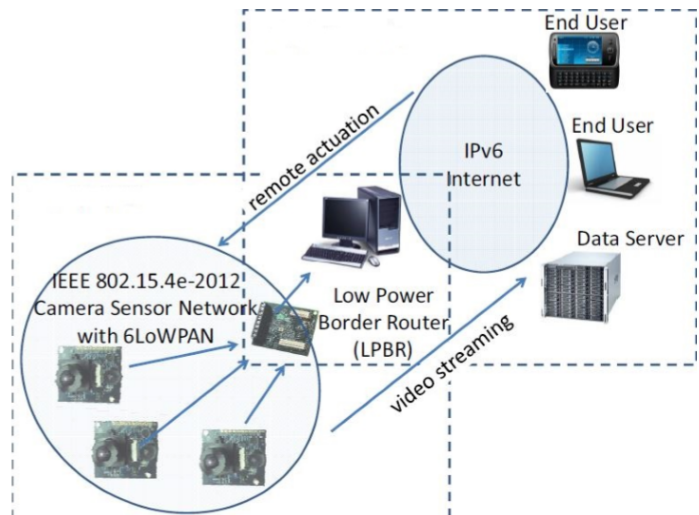 End User
End User
IPv6
Internet
remote actuation
Data Server
IEEE 802.15.4e-2012
Camera Sensor Network
with 6LoWPAN
Low Power
Border Router
(LPBR)
video streaming